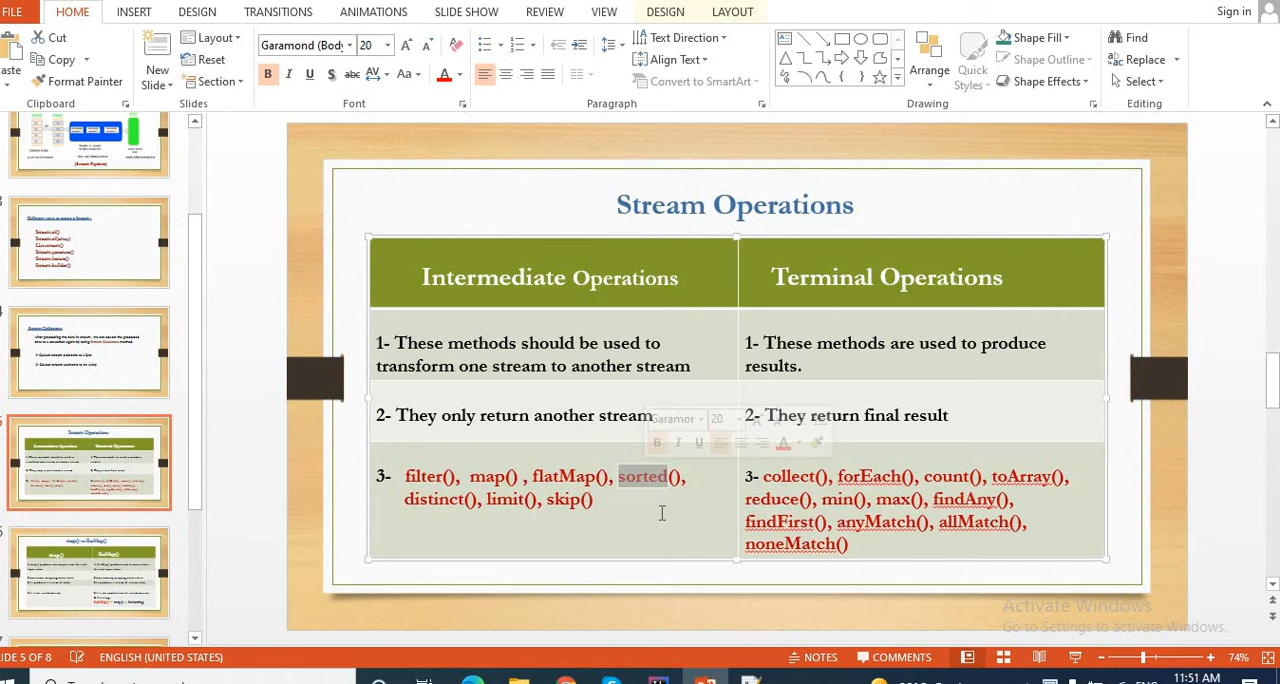 FILE HOME INSERT DESIGN TRANSITIONS ANIMATIONS SLIDE SHOW REVIEW VIEW DESIGN LAYOUT Sign in
Cut
Copy
Format Painter
Clipboard
New
Slide
Layout
Reset
Section
Slides
Garamond (Body 20
B I U S abc AV Aa A
Font
Text Direction
Align Text
Convert to SmartArt
Paragraph
Arrange
Quick
Styles
Shape Fill
Shape Outline
Shape Effects
Drawing
Find
Replace
Select
Editing
Stream Operations
Intermediate Operations
Terminal Operations
1- These methods should be used to
transform one stream to another stream
1- These methods are used to produce
results.
2- They only return another stream
2- They return final result
3- filter(), map() , flatMap(), sorted(),
distinct(), limit(), skip()
3- collect(), forEach(), count(), toArray(),
reduce(), min(), max(), findAny(),
findFirst(), anyMatch(), allMatch(),
noneMatch()
Garamor 20
Activate Windows
Go to Settings to activate Windows.
ENGLISH (UNITED STATES)
NOTES
COMMENTS
74%
11:51 AM